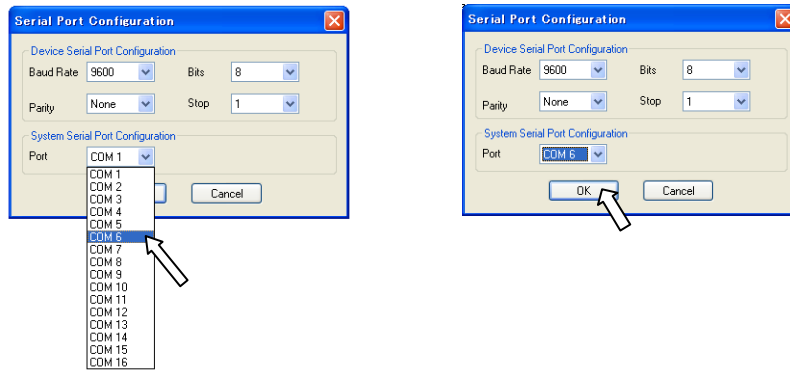 Serial Port Configuration
Device Serial Port Configuration
Baud Rate 9600 Bits 8
Parity None Stop 1
System Serial Port Configuration
Port COM 1
COM 1
COM 2
COM 3
COM 4
COM 5
COM 6
COM 7
COM 8
COM 9
COM 10
COM 11
COM 12
COM 13
COM 14
COM 15
COM 16
Cancel
Serial Port Configuration
Device Serial Port Configuration
Baud Rate 9600 Bits 8
Parity None Stop 1
System Serial Port Configuration
Port COM 6
OK Cancel